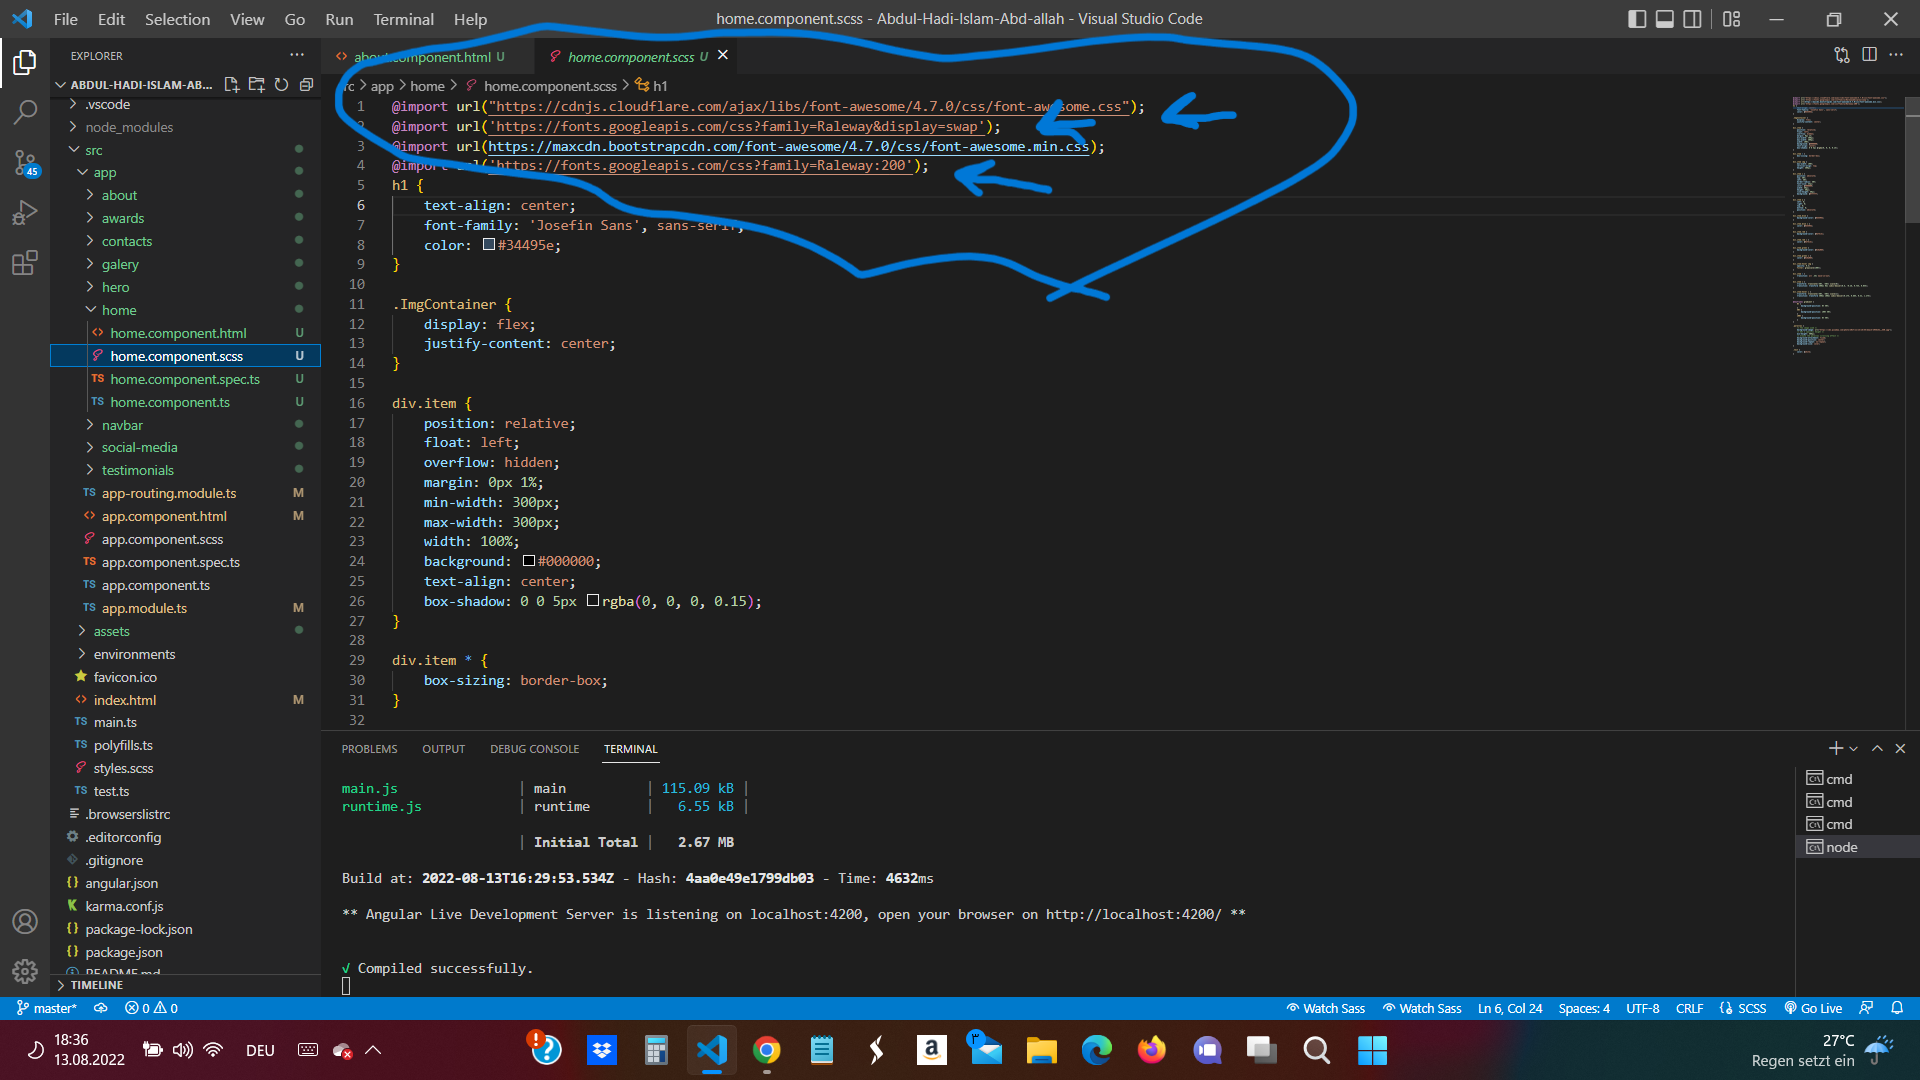 File Edit Selection View Go Run Terminal Help
home.component.scss - Abdul-Hadi-Islam-Abd-allah - Visual Studio Code
EXPLORER
ABDUL-HADI-ISLAM-AB...
.vscode
node_modules
src
app
about
awards
contacts
galery
hero
home
home.component.html U
home.component.scss U
home.component.spec.ts U
home.component.ts U
navbar
social-media
testimonials
TS app-routing.module.ts M
app.component.html M
app.component.scss
TS app.component.spec.ts
TS app.component.ts
TS app.module.ts M
assets
environments
favicon.ico
index.html M
TS main.ts
TS polyfills.ts
styles.scss
TS test.ts
.browserslistrc
.editorconfig
.gitignore
angular.json
karma.conf.js
package-lock.json
package.json
README.md
TIMELINE
45
about.component.html U
home.component.scss U
app > home > home.component.scss > h1
1 @import url("https://cdnjs.cloudflare.com/ajax/libs/font-awesome/4.7.0/css/font-awesome.css");
2 @import url('https://fonts.googleapis.com/css?family=Raleway&display=swap');
3 @import url(https://maxcdn.bootstrapcdn.com/font-awesome/4.7.0/css/font-awesome.min.css);
4 @import url('https://fonts.googleapis.com/css?family=Raleway:200');
5 h1 {
6 text-align: center;
7 font-family: 'Josefin Sans', sans-serif;
8 color: #34495e;
9 }
10
11 .ImgContainer {
12 display: flex;
13 justify-content: center;
14 }
15
16 div.item {
17 position: relative;
18 float: left;
19 overflow: hidden;
20 margin: 0px 1%;
21 min-width: 300px;
22 max-width: 300px;
23 width: 100%;
24 background: #000000;
25 text-align: center;
26 box-shadow: 0 0 5px rgba(0, 0, 0, 0.15);
27 }
28
29 div.item * {
30 box-sizing: border-box;
31 }
32
PROBLEMS OUTPUT DEBUG CONSOLE TERMINAL
main.js | main | 115.09 kB |
runtime.js | runtime | 6.55 kB |
| Initial Total | 2.67 MB
Build at: 2022-08-13T16:29:53.534Z - Hash: 4aa0e49e1799db03 - Time: 4632ms
** Angular Live Development Server is listening on localhost:4200, open your browser on http://localhost:4200/ **
√ Compiled successfully.
cmd
cmd
cmd
node
master* 0 0
Watch Sass Watch Sass Ln 6, Col 24 Spaces: 4 UTF-8 CRLF SCSS Go Live
18:36
13.08.2022
DEU
27°C
Regen setzt ein